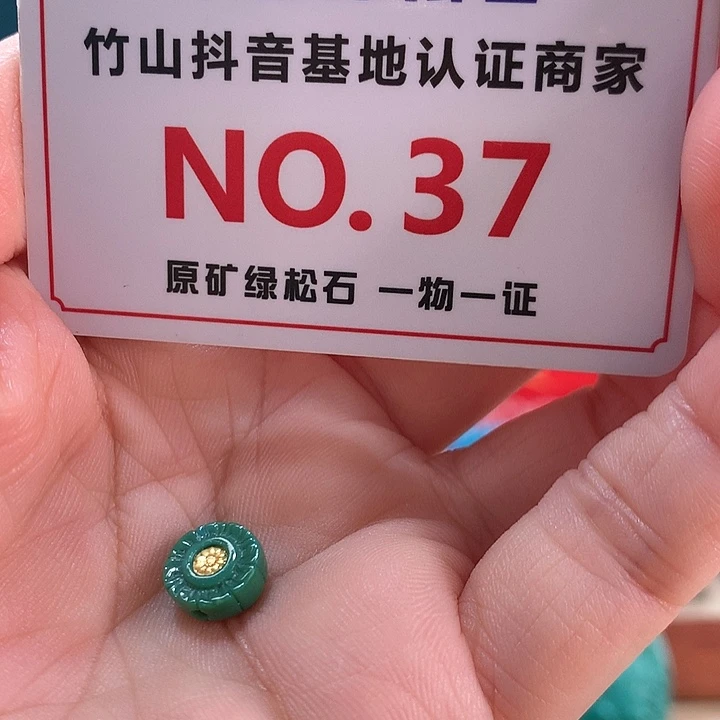 竹山抖音基地认证商家
NO. 37
原矿绿松石 一物一证